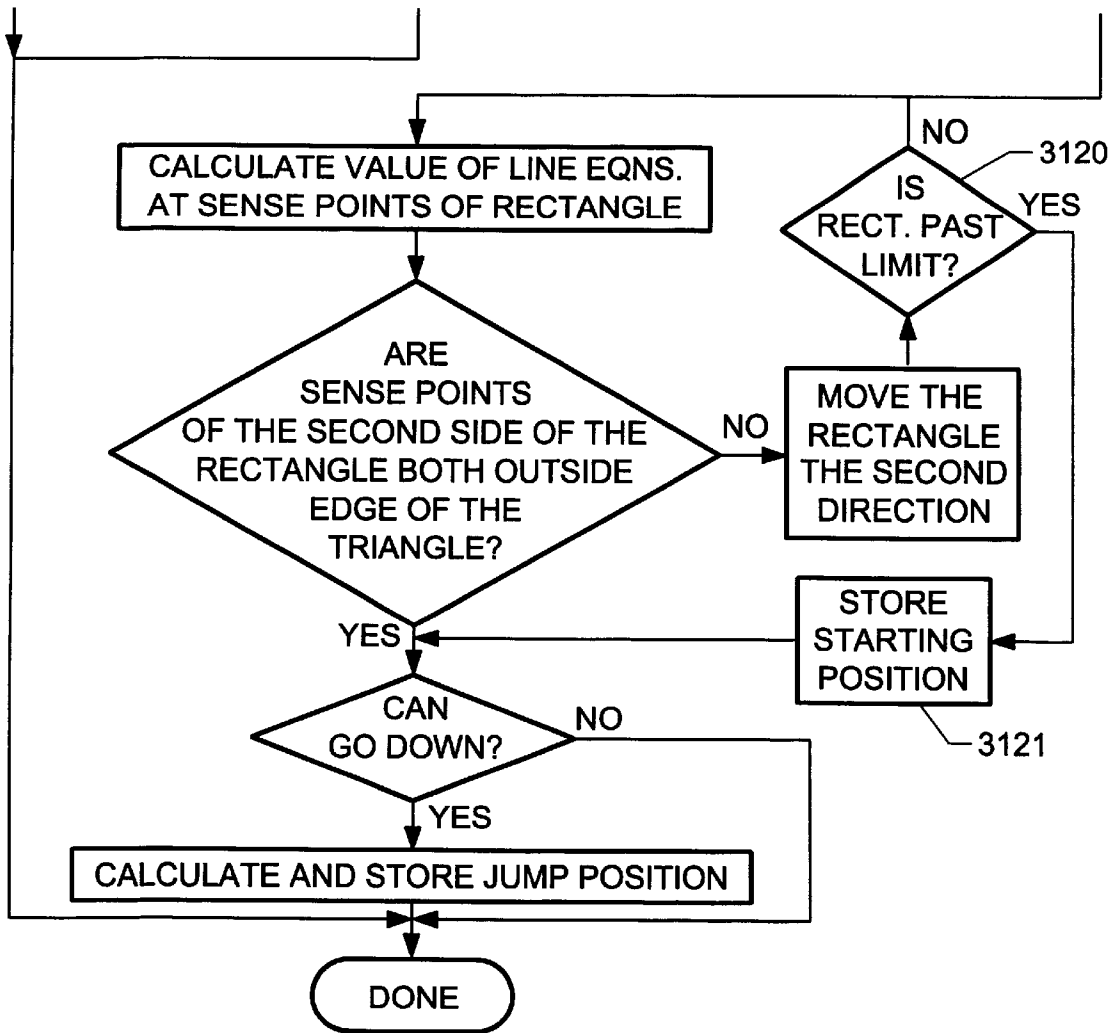 NO
3120
CALCULATE VALUE OF LINE EQNS.
AT SENSE POINTS OF RECTANGLE
IS
RECT. PAST
LIMIT?
YES
ARE
SENSE POINTS
OF THE SECOND SIDE OF THE
RECTANGLE BOTH OUTSIDE
EDGE OF THE
TRIANGLE?
NO
MOVE THE
RECTANGLE
THE SECOND
DIRECTION
YES
STORE
STARTING
POSITION
3121
CAN
GO DOWN?
NO
YES
CALCULATE AND STORE JUMP POSITION
DONE